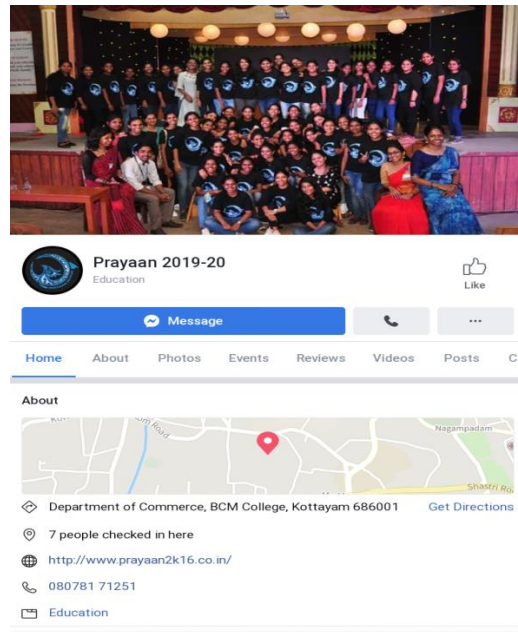 Prayaan 2019-20
Education
Like
Message
...
Home About Photos Events Reviews Videos Posts C
About
Road
Nagampadam
Shastri
Department of Commerce, BCM College, Kottayam 686001 Get Directions
7 people checked in here
http://www.prayaan2k16.co.in/
080781 71251
Education